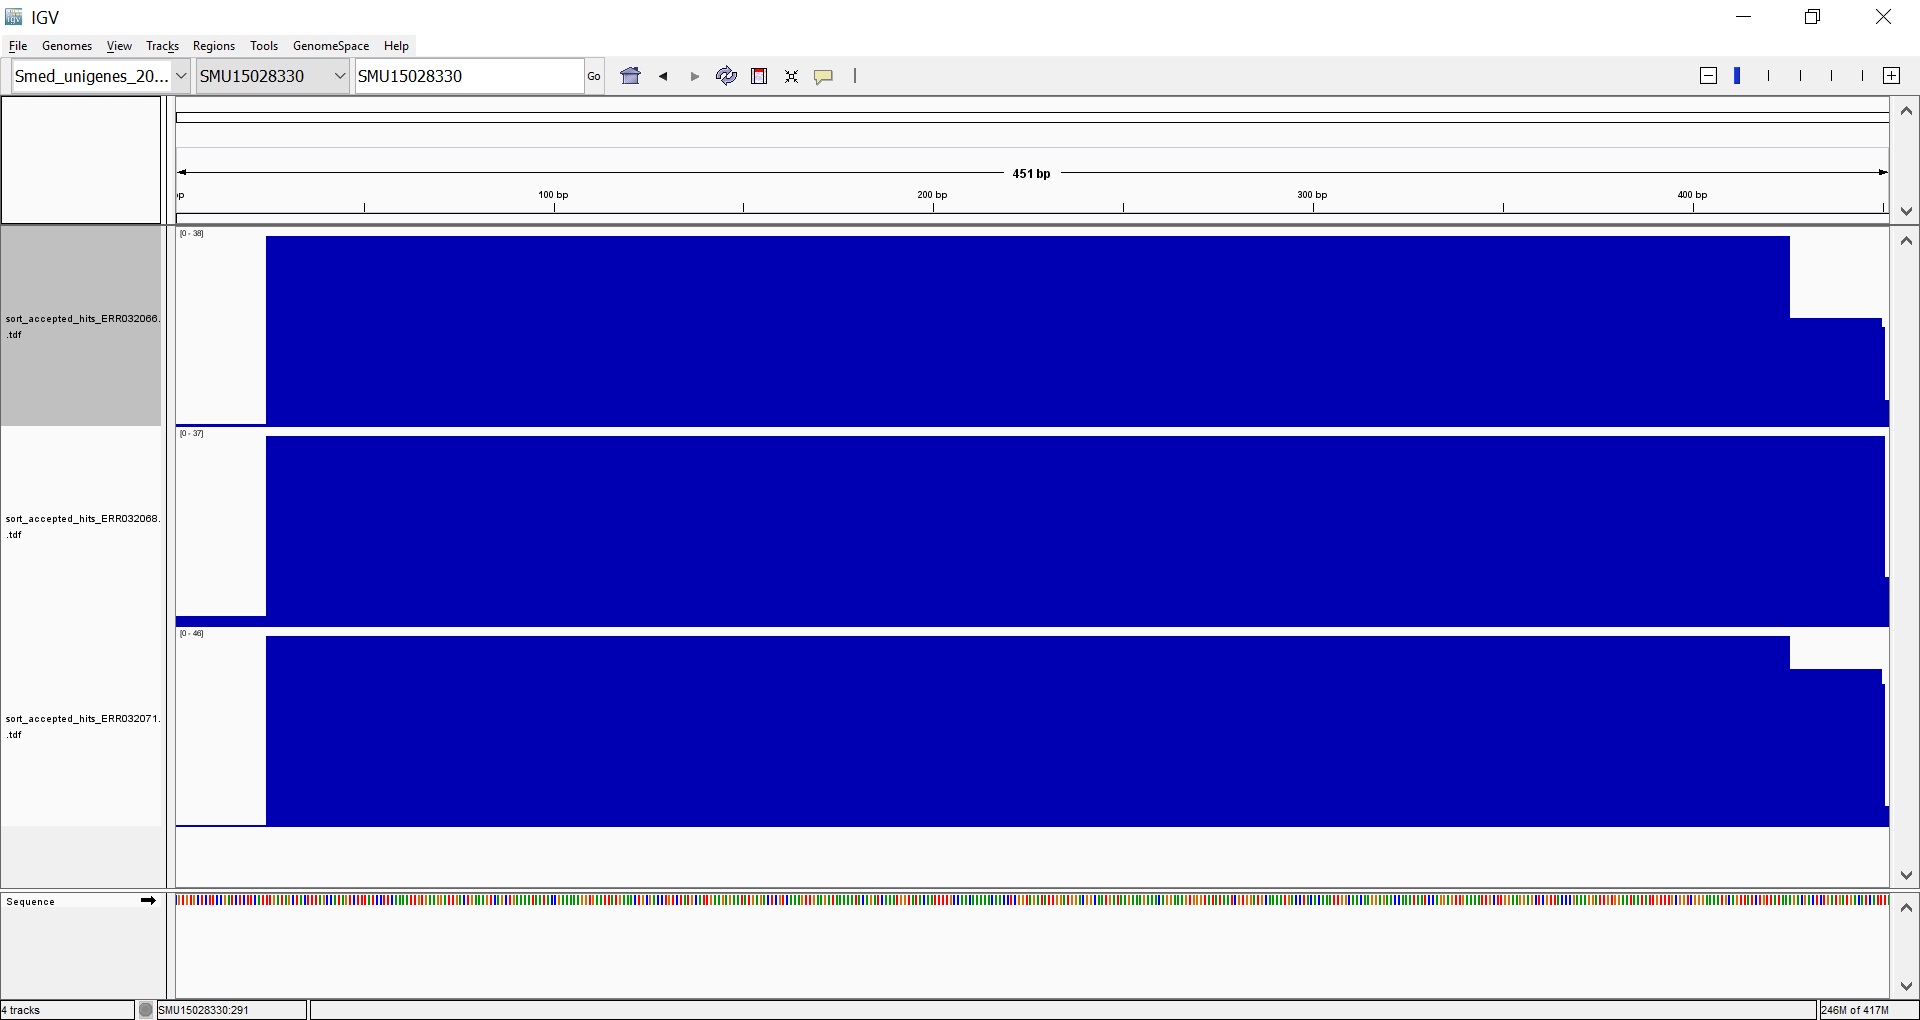 IGV
File Genomes View Tracks Regions Tools GenomeSpace Help
Smed_unigenes_20... SMU15028330 SMU15028330 Go
451 bp
100 bp 200 bp 300 bp 400 bp
[0 - 38]
sort_accepted_hits_ERR032066.
.tdf
[0 - 37]
sort_accepted_hits_ERR032068.
.tdf
[0 - 46]
sort_accepted_hits_ERR032071.
.tdf
Sequence
4 tracks SMU15028330:291 246M of 417M